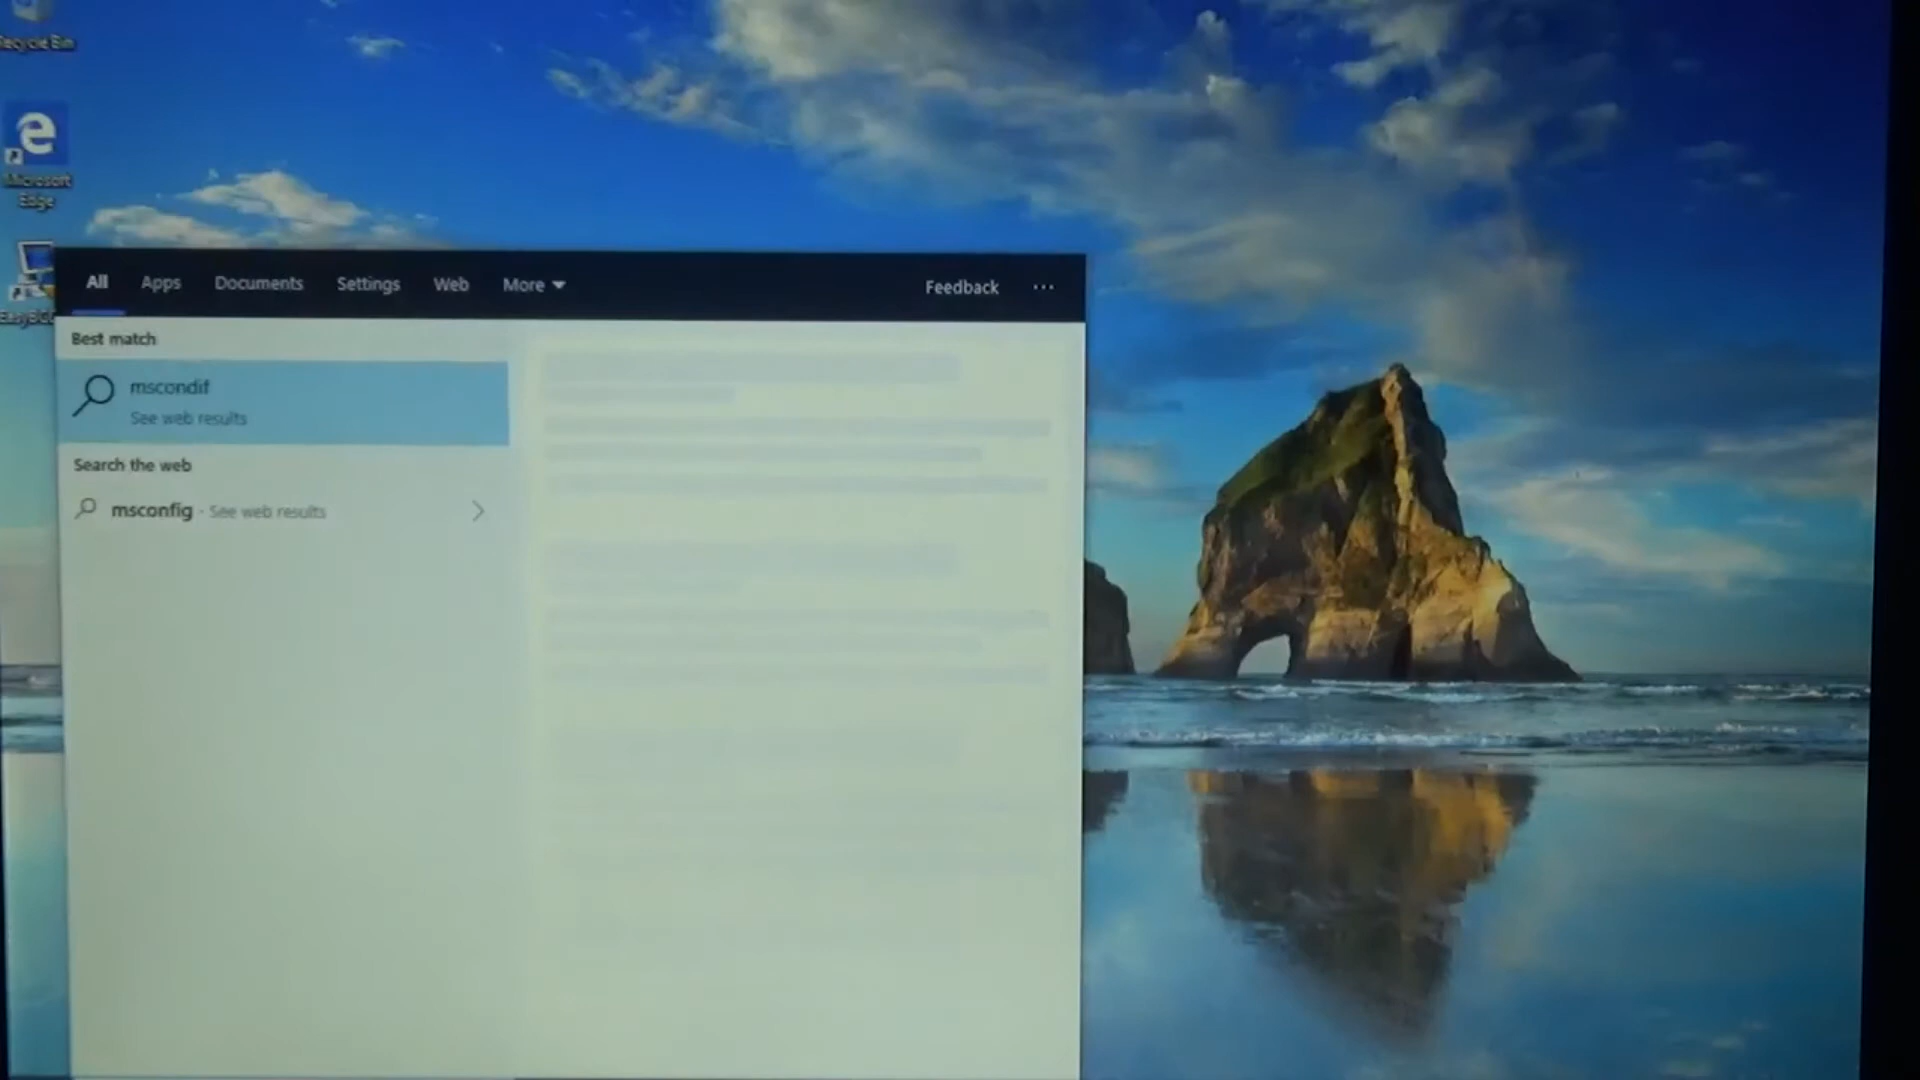 Recycle Bin
Microsoft
Edge
All Apps Documents Settings Web More Feedback ...
Best match
mscondif
See web results
Search the web
msconfig - See web results